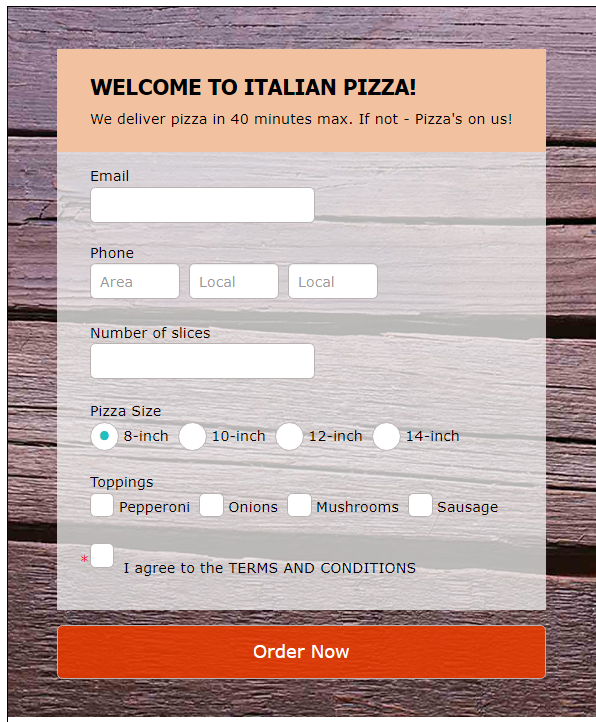 WELCOME TO ITALIAN PIZZA!
We deliver pizza in 40 minutes max. If not - Pizza's on us!
Email
Phone
Area Local Local
Number of slices
Pizza Size
8-inch 10-inch 12-inch 14-inch
Toppings
Pepperoni Onions Mushrooms Sausage
* I agree to the TERMS AND CONDITIONS
Order Now